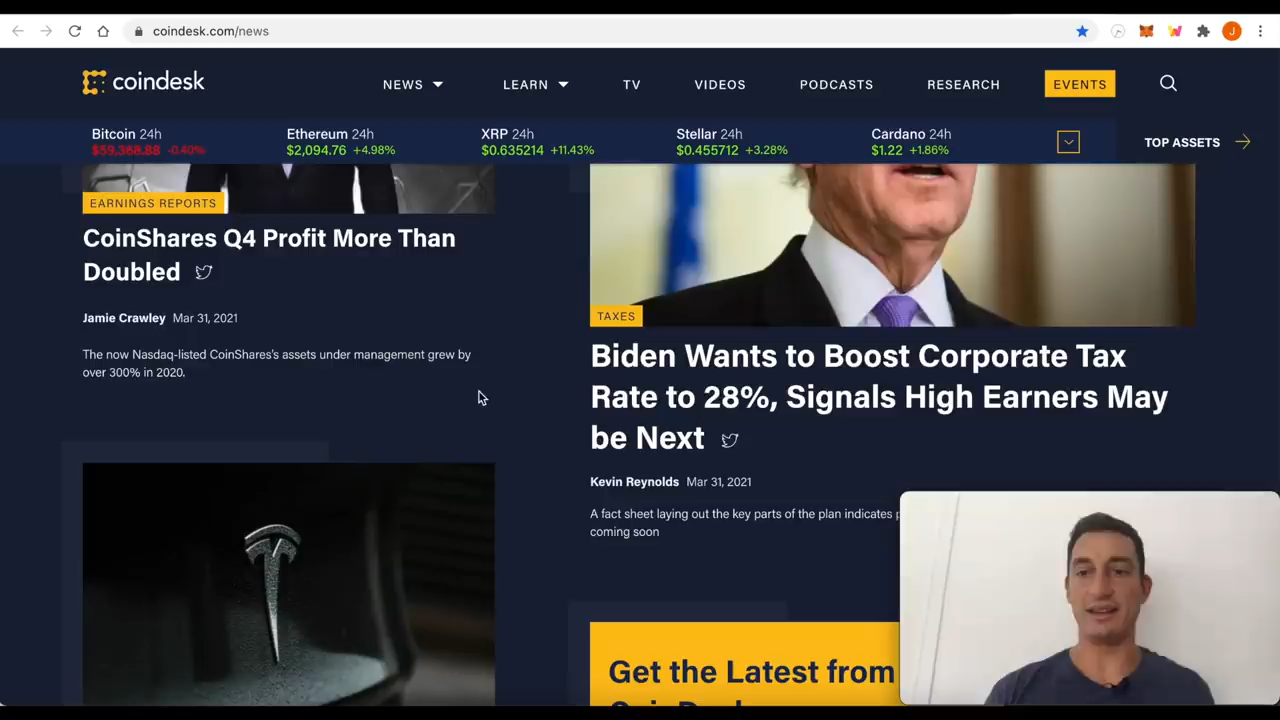 coindesk.com/news
J
coindesk
NEWS
LEARN
TV
VIDEOS
PODCASTS
RESEARCH
EVENTS
Bitcoin 24h
$59,368.88 -0.40%
Ethereum 24h
$2,094.76 +4.98%
XRP 24h
$0.635214 +11.43%
Stellar 24h
$0.455712 +3.28%
Cardano 24h
$1.22 +1.86%
TOP ASSETS
EARNINGS REPORTS
CoinShares Q4 Profit More Than
Doubled
Jamie Crawley Mar 31, 2021
The now Nasdaq-listed CoinShares's assets under management grew by
over 300% in 2020.
TAXES
Biden Wants to Boost Corporate Tax
Rate to 28%, Signals High Earners May
be Next
Kevin Reynolds Mar 31, 2021
A fact sheet laying out the key parts of the plan indicates
coming soon
Get the Latest from